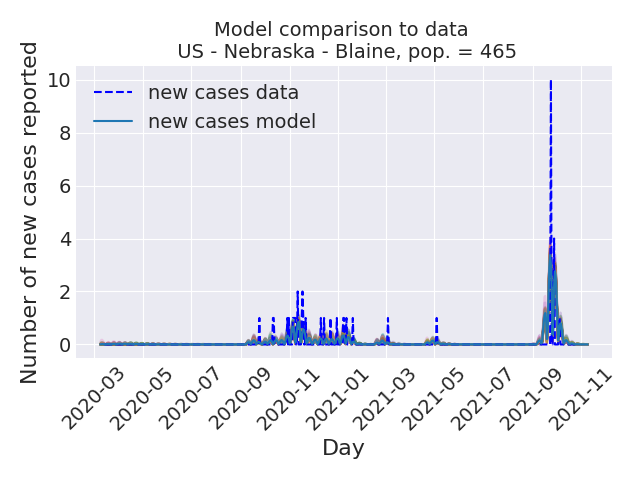 Model comparison to data
US - Nebraska - Blaine, pop. = 465
Number of new cases reported
10
8
6
4
2
0
new cases data
new cases model
2020-03
2020-05
2020-07
2020-09
2020-11
2021-01
2021-03
2021-05
2021-07
2021-09
2021-11
Day